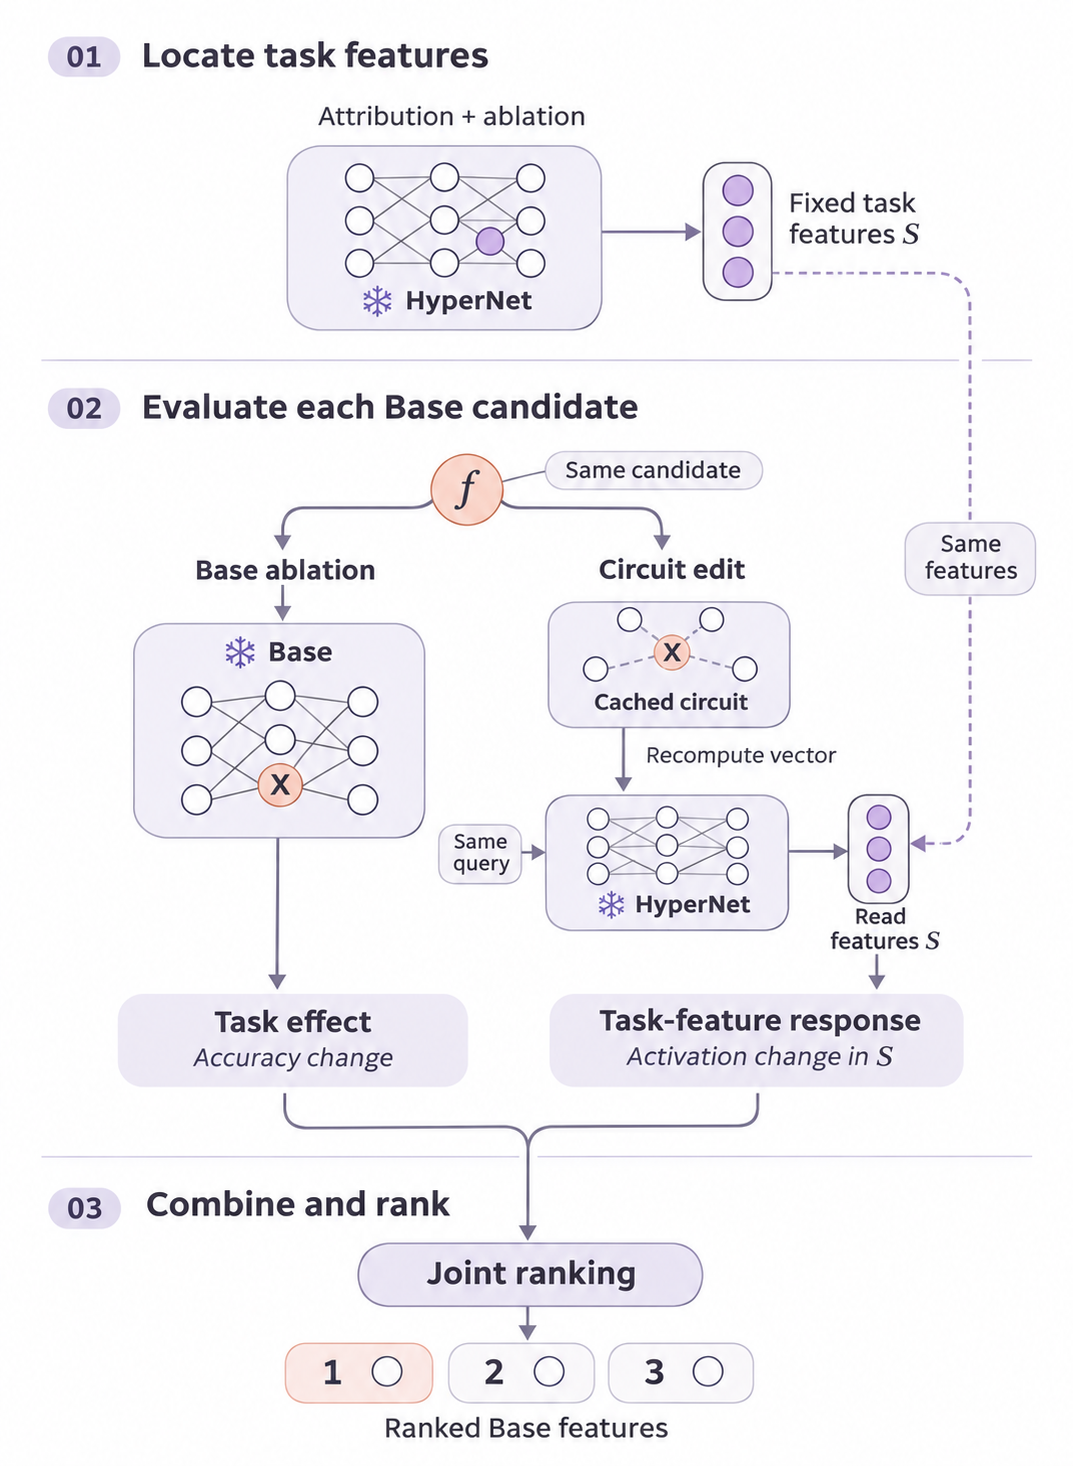 01 Locate task features
Attribution + ablation
HyperNet
Fixed task
features S
02 Evaluate each Base candidate
f
Same candidate
Base ablation
Circuit edit
Same
features
Base
X
X
Cached circuit
Recompute vector
Same
query
HyperNet
Read
features S
Task effect
Accuracy change
Task-feature response
Activation change in S
03 Combine and rank
Joint ranking
1
2
3
Ranked Base features